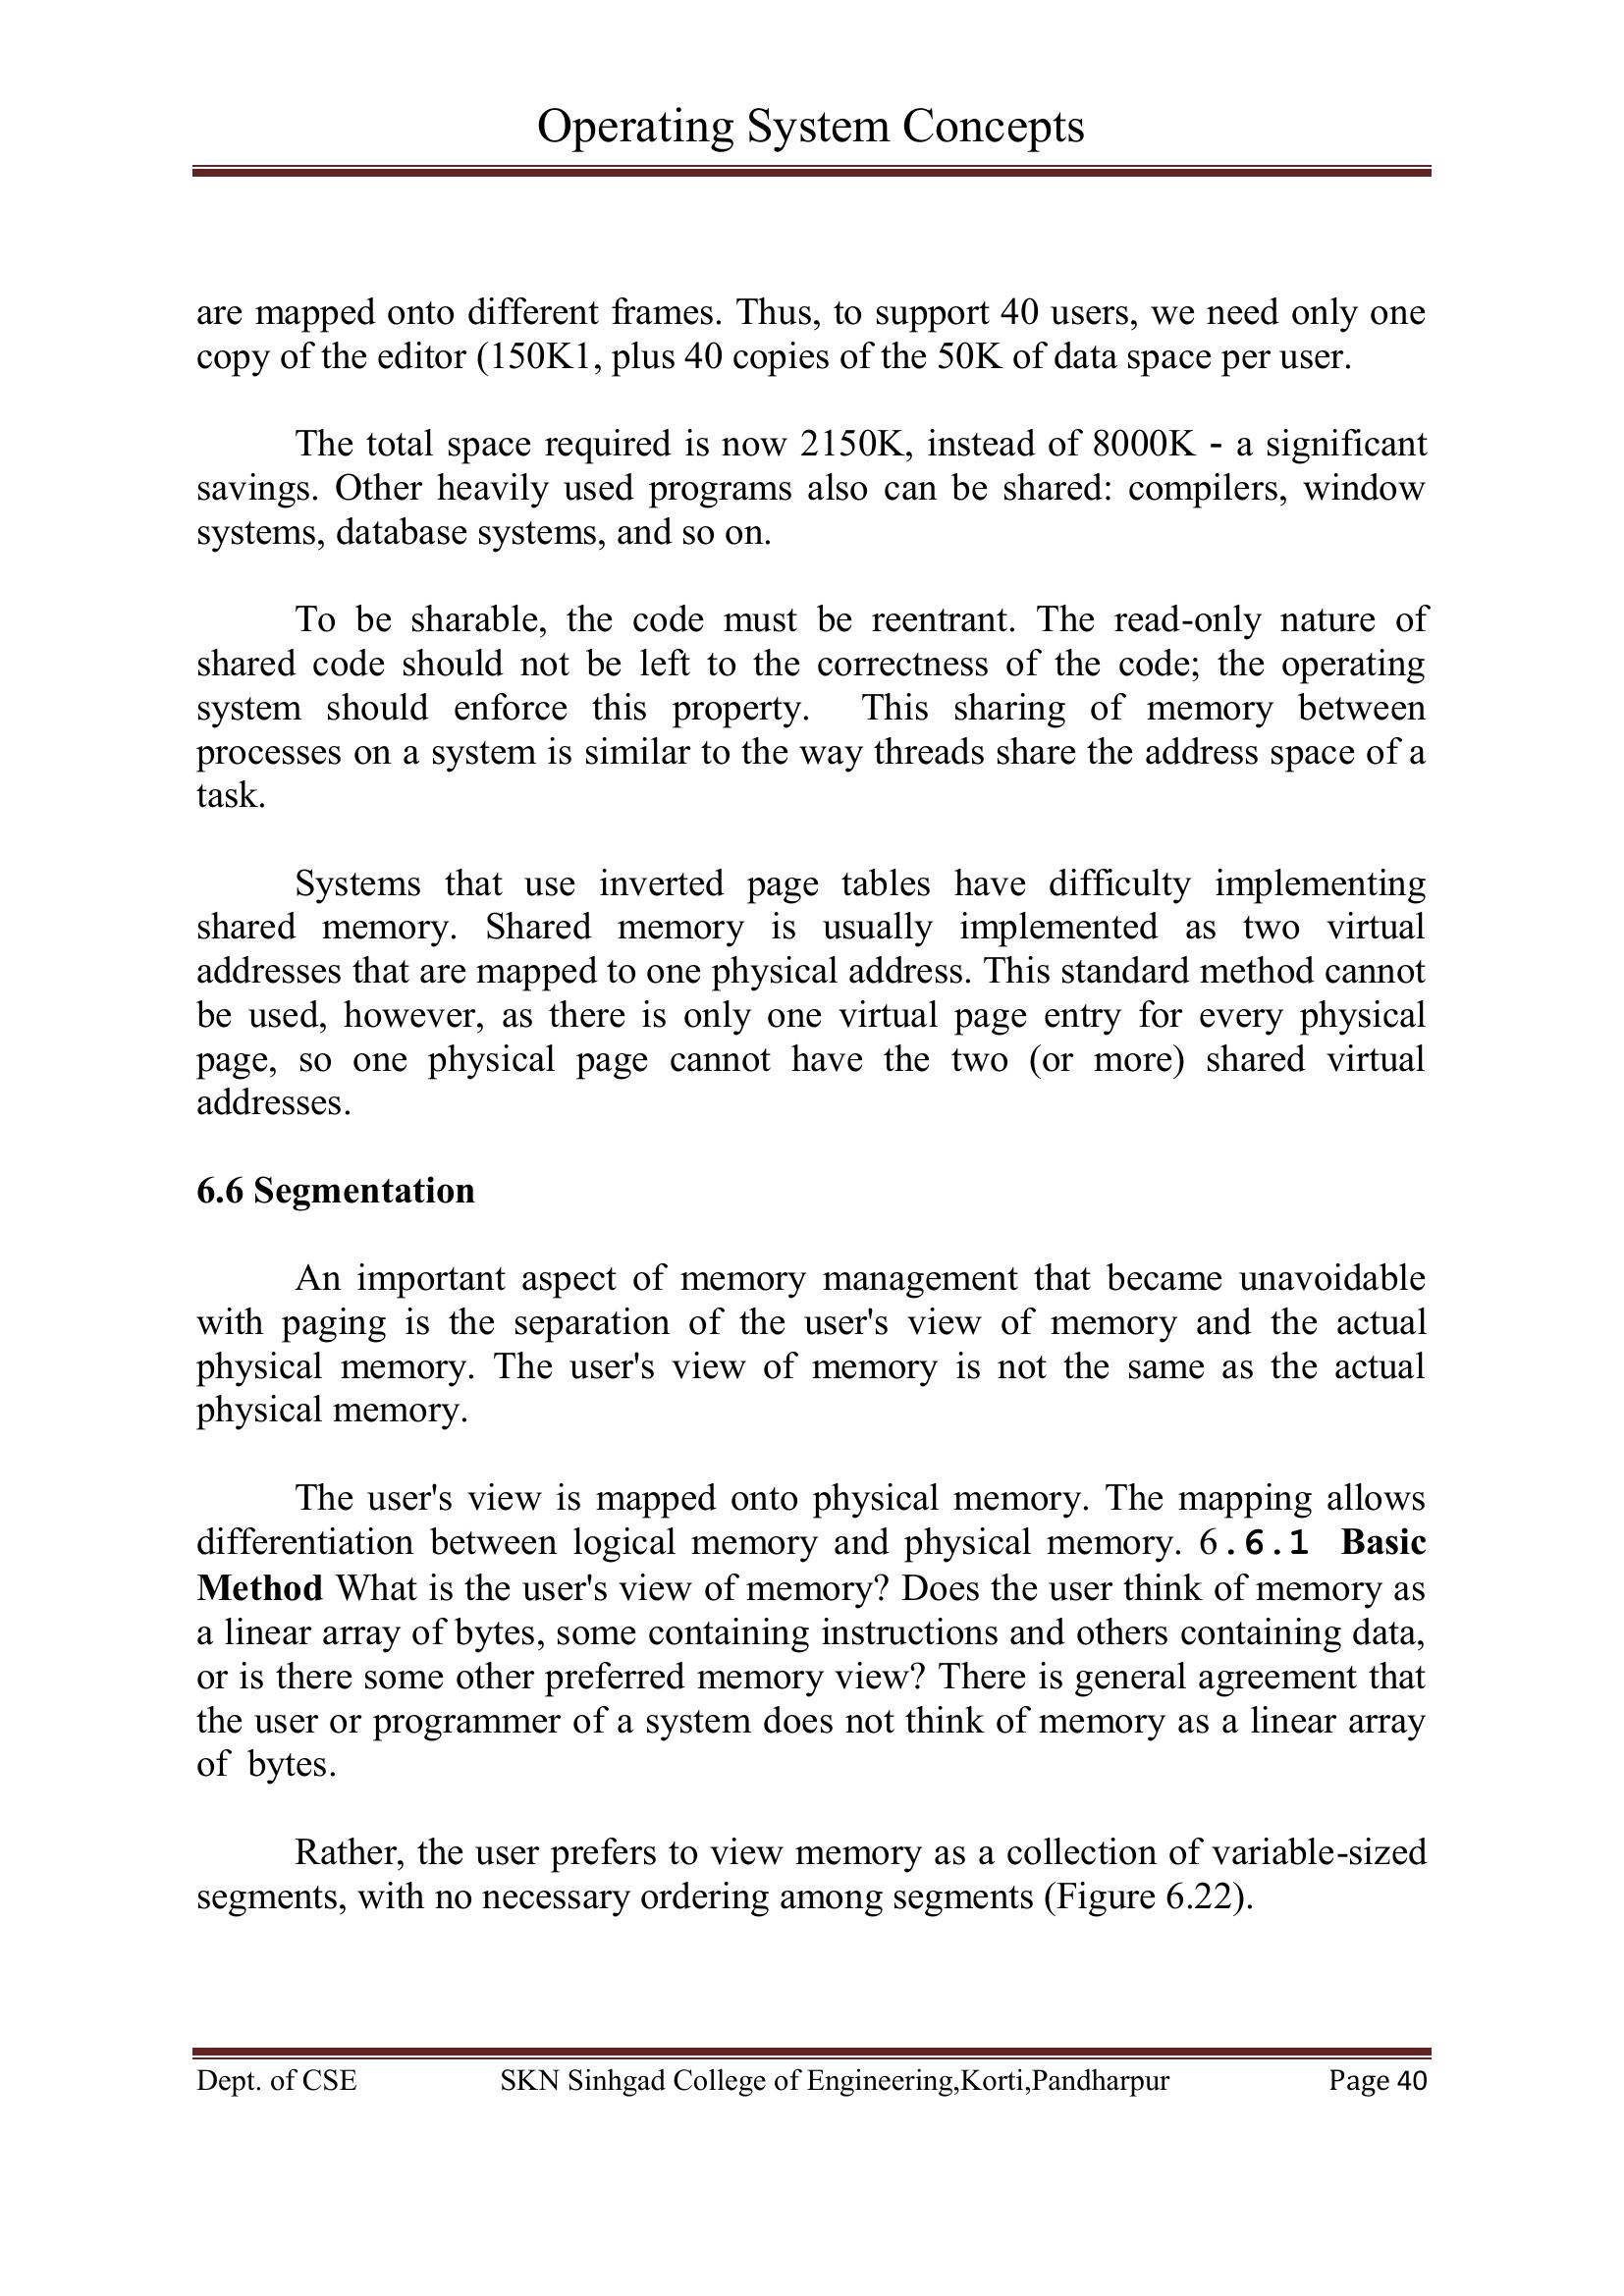 Operating System Concepts
are mapped onto different frames. Thus, to support 40 users, we need only one
copy of the editor (150K1, plus 40 copies of the 50K of data space per user.
The total space required is now 2150K, instead of 8000K - a significant
savings. Other heavily used programs also can be shared: compilers, window
systems, database systems, and so on.
To be sharable, the code must be reentrant. The read-only nature of
shared code should not be left to the correctness of the code; the operating
system should enforce this property. This sharing of memory between
processes on a system is similar to the way threads share the address space of a
task.
Systems that use inverted page tables have difficulty implementing
shared memory. Shared memory is usually implemented as two virtual
addresses that are mapped to one physical address. This standard method cannot
be used, however, as there is only one virtual page entry for every physical
page, so one physical page cannot have the two (or more) shared virtual
addresses.
6.6 Segmentation
An important aspect of memory management that became unavoidable
with paging is the separation of the user's view of memory and the actual
physical memory. The user's view of memory is not the same as the actual
physical memory.
The user's view is mapped onto physical memory. The mapping allows
differentiation between logical memory and physical memory. 6.6.1 Basic
Method What is the user's view of memory? Does the user think of memory as
a linear array of bytes, some containing instructions and others containing data,
or is there some other preferred memory view? There is general agreement that
the user or programmer of a system does not think of memory as a linear array
of bytes.
Rather, the user prefers to view memory as a collection of variable-sized
segments, with no necessary ordering among segments (Figure 6.22).
Dept. of CSE SKN Sinhgad College of Engineering,Korti,Pandharpur Page 40